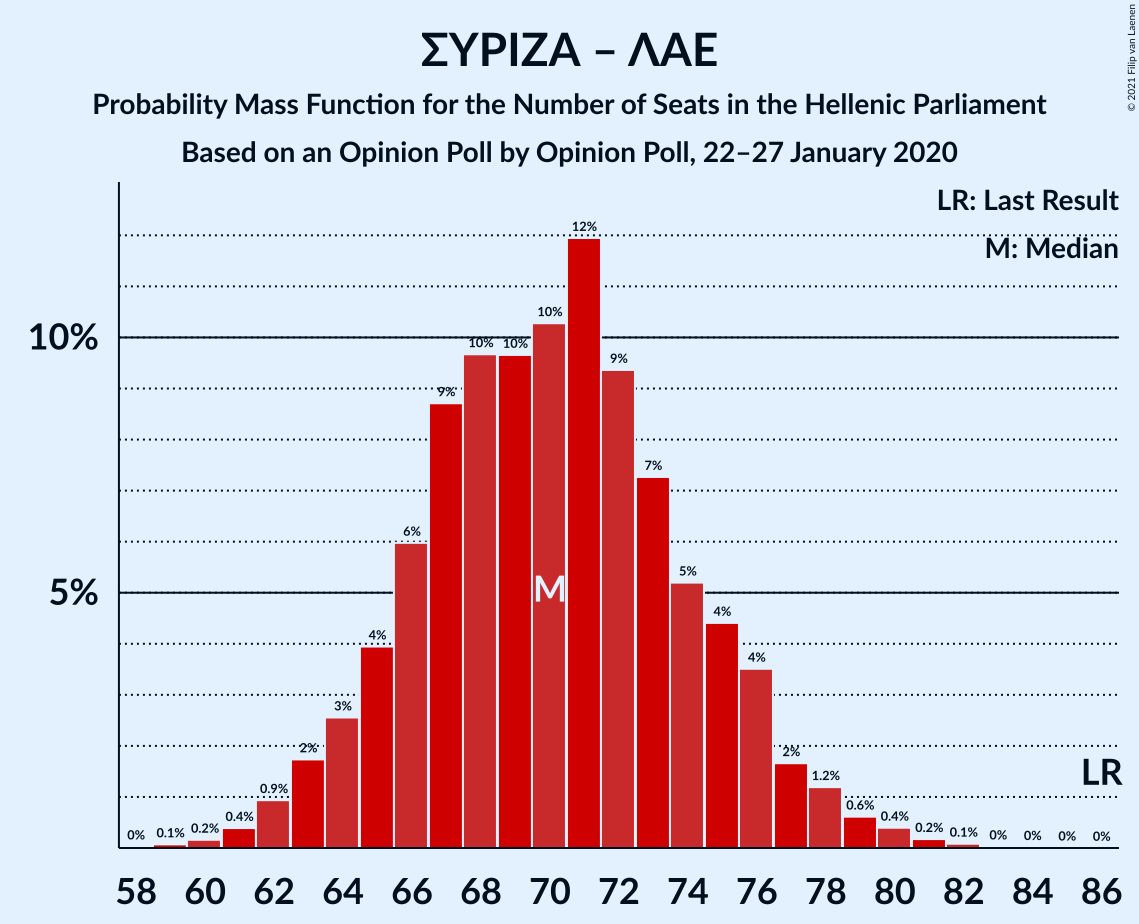 ΣΥΡΙΖΑ – ΛΑΕ
Probability Mass Function for the Number of Seats in the Hellenic Parliament
Based on an Opinion Poll by Opinion Poll, 22–27 January 2020
© 2021 Filip van Laenen
LR: Last Result
M: Median
10%
5%
0% 0.1% 0.2% 0.4% 0.9% 2% 3% 4% 6% 9% 10% 10% 10% 12% 9% 7% 5% 4% 4% 2% 1.2% 0.6% 0.4% 0.2% 0.1% 0% 0% 0% 0%
M
LR
58 60 62 64 66 68 70 72 74 76 78 80 82 84 86